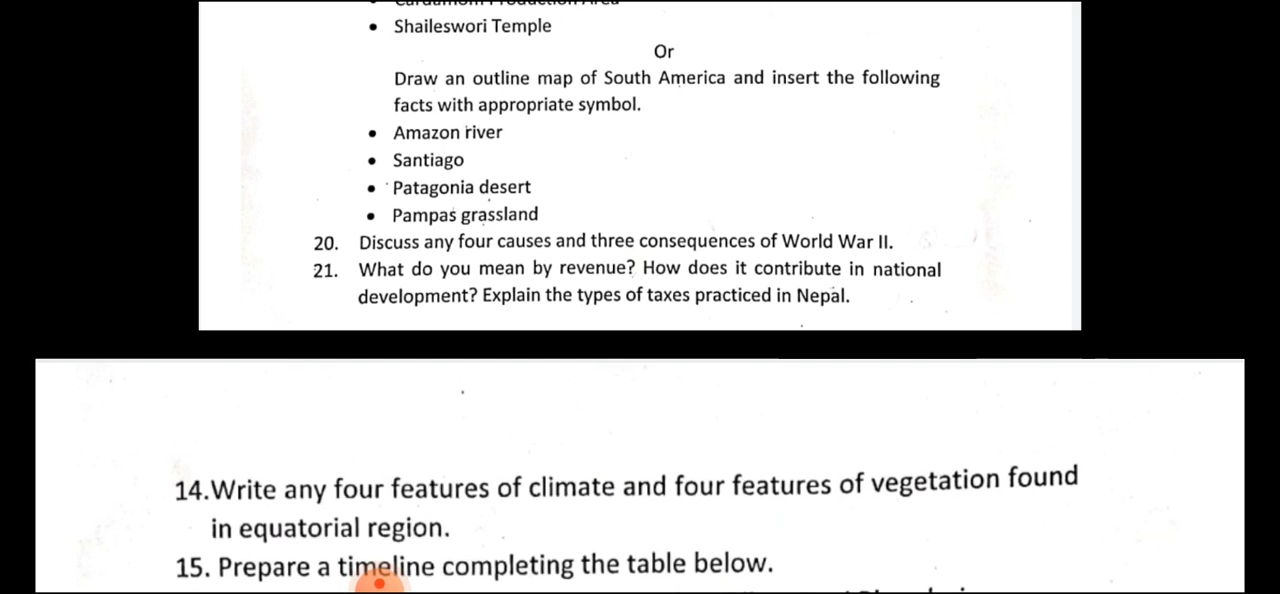 • Shaileswori Temple
Or
Draw an outline map of South America and insert the following
facts with appropriate symbol.
• Amazon river
• Santiago
• Patagonia desert
• Pampas grassland
20. Discuss any four causes and three consequences of World War II.
21. What do you mean by revenue? How does it contribute in national
development? Explain the types of taxes practiced in Nepal.
14.Write any four features of climate and four features of vegetation found
in equatorial region.
15. Prepare a timeline completing the table below.